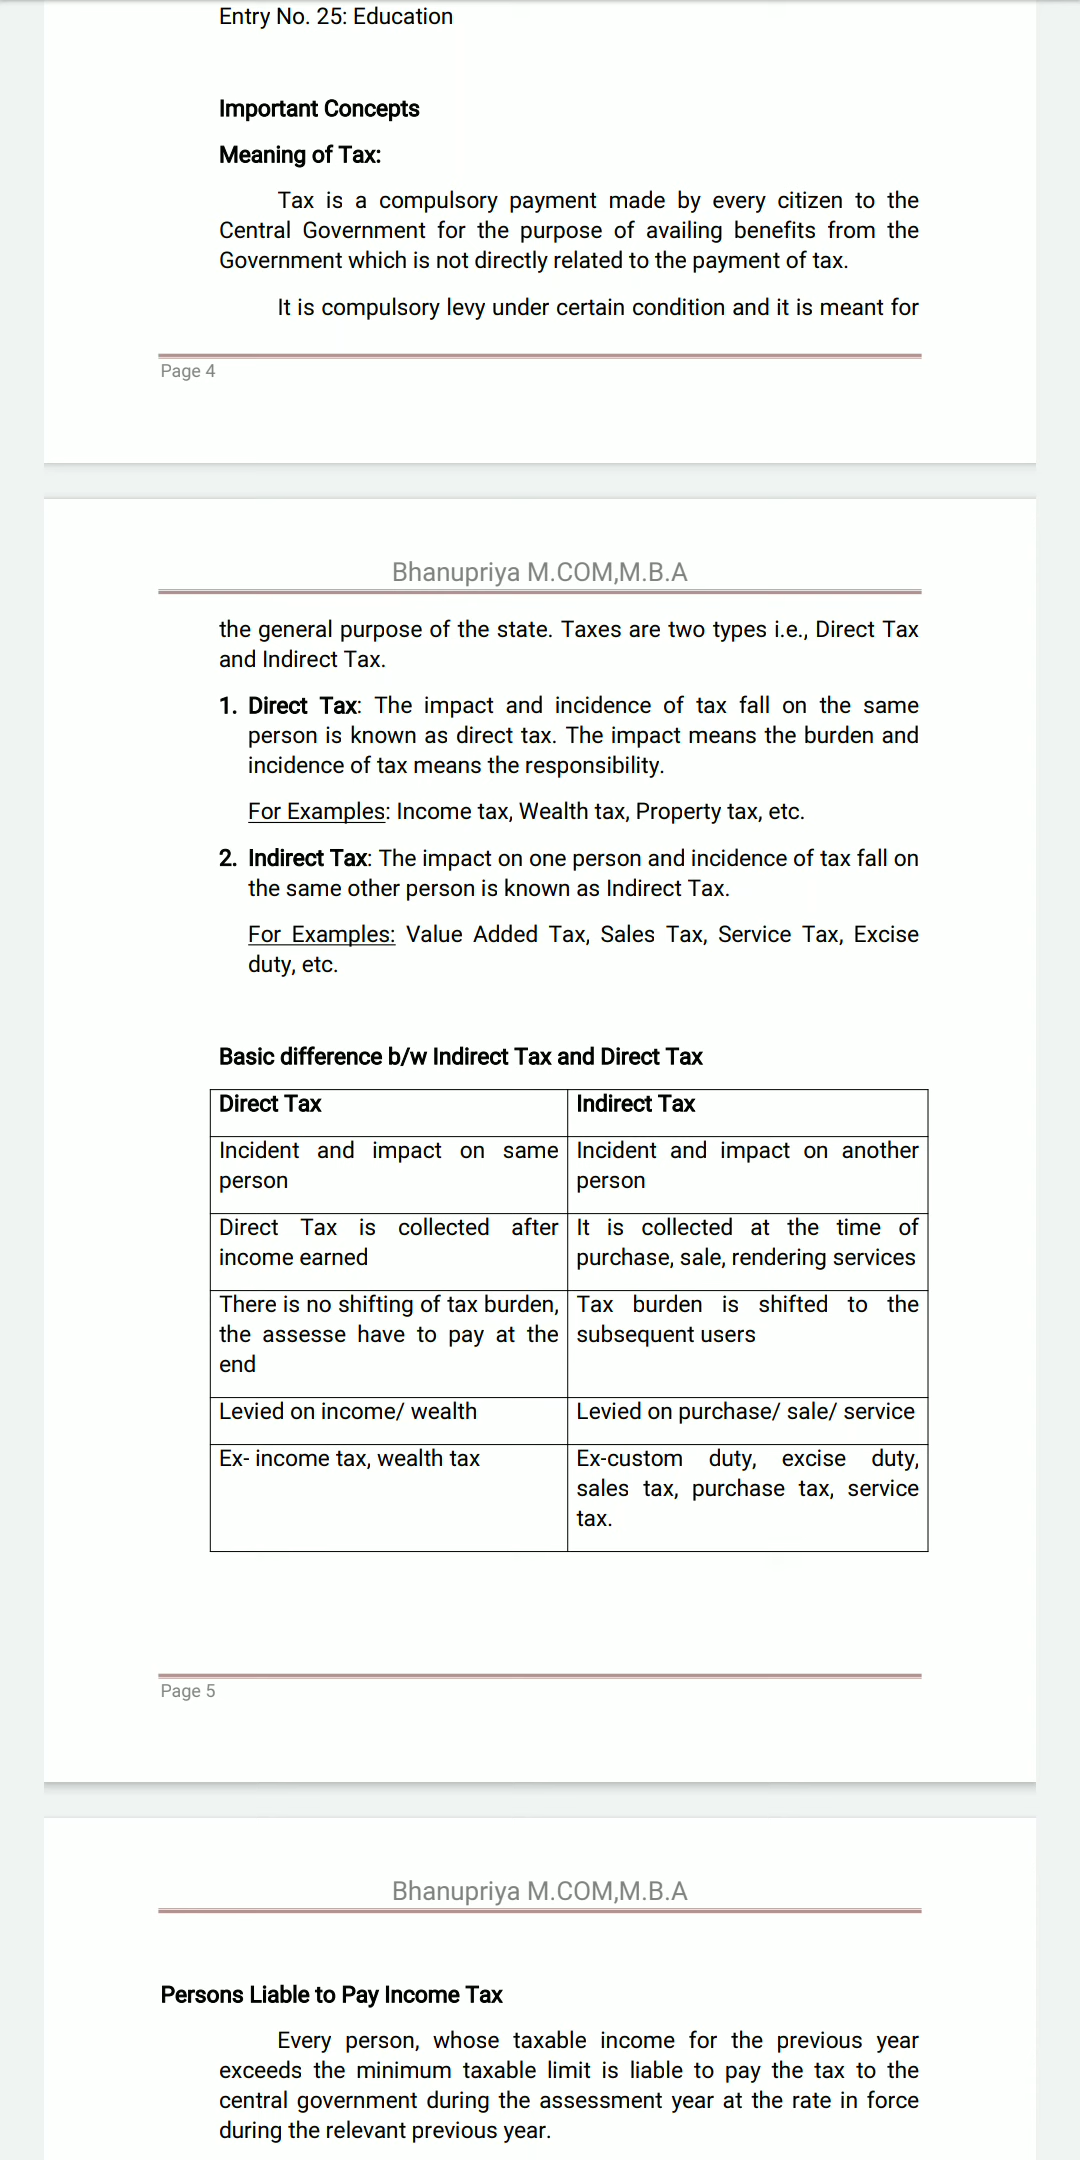 Entry No. 25: Education
Important Concepts
Meaning of Tax:
Tax is a compulsory payment made by every citizen to the
Central Government for the purpose of availing benefits from the
Government which is not directly related to the payment of tax.
It is compulsory levy under certain condition and it is meant for
Page 4
Bhanupriya M.COM,M.B.A
the general purpose of the state. Taxes are two types i.e., Direct Tax
and Indirect Tax.
1. Direct Tax: The impact and incidence of tax fall on the same
person is known as direct tax. The impact means the burden and
incidence of tax means the responsibility.
For Examples: Income tax, Wealth tax, Property tax, etc.
2. Indirect Tax: The impact on one person and incidence of tax fall on
the same other person is known as Indirect Tax.
For Examples: Value Added Tax, Sales Tax, Service Tax, Excise
duty, etc.
Basic difference b/w Indirect Tax and Direct Tax
Direct Tax
Indirect Tax
Incident and impact on same
person
Incident and impact on another
person
Direct Tax is collected after
income earned
It is collected at the time of
purchase, sale, rendering services
There is no shifting of tax burden,
the assesse have to pay at the
end
Tax burden is shifted to the
subsequent users
Levied on income/ wealth
Levied on purchase/ sale/ service
Ex- income tax, wealth tax
Ex-custom duty, excise duty,
sales tax, purchase tax, service
tax.
Page 5
Bhanupriya M.COM,M.B.A
Persons Liable to Pay Income Tax
Every person, whose taxable income for the previous year
exceeds the minimum taxable limit is liable to pay the tax to the
central government during the assessment year at the rate in force
during the relevant previous year.